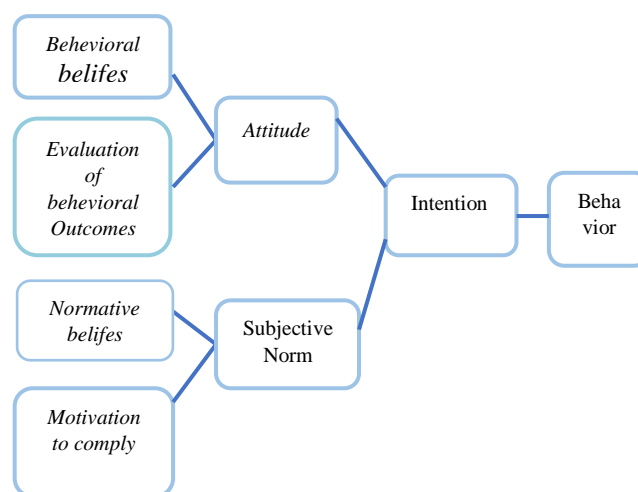 Behevioral
belifes
Evaluation
of
behevioral
Outcomes
Attitude
Intention
Beha
vior
Normative
belifes
Subjective
Norm
Motivation
to comply